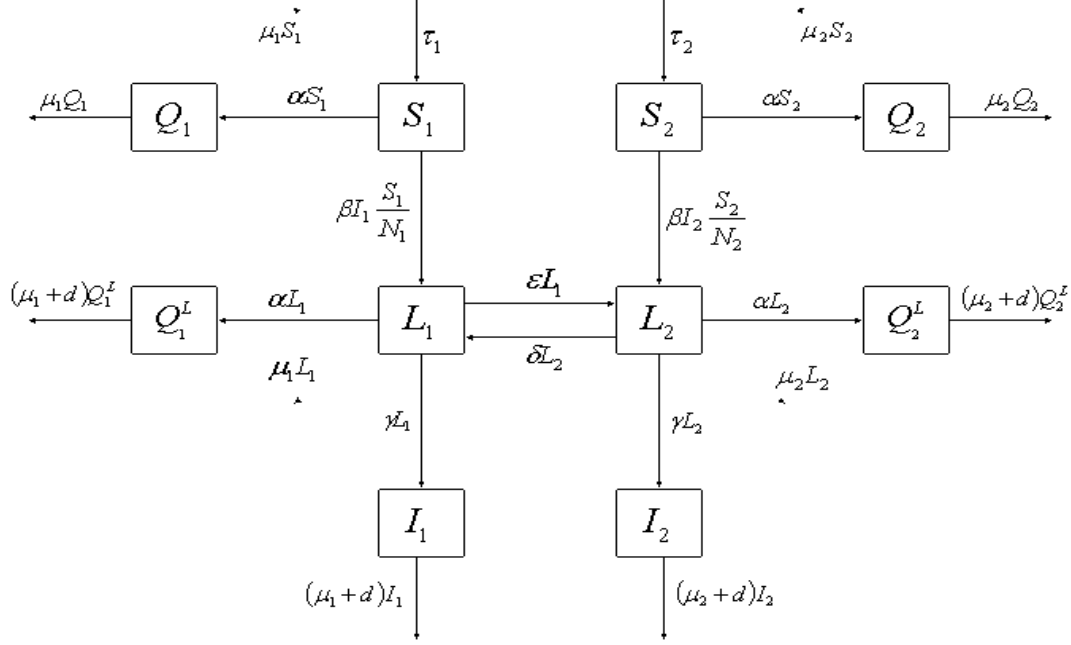 μ₁S₁
τ₁
τ₂
μ₂S₂
μ₁Q₁
Q₁
αS₁
S₁
S₂
αS₂
Q₂
μ₂Q₂
βI₁ S₁/N₁
βI₂ S₂/N₂
(μ₁+d)Q₁ᴸ
Q₁ᴸ
αL₁
L₁
εL₁
δL₂
L₂
αL₂
Q₂ᴸ
(μ₂+d)Q₂ᴸ
μ₁L₁
μ₂L₂
γL₁
γL₂
I₁
I₂
(μ₁+d)I₁
(μ₂+d)I₂